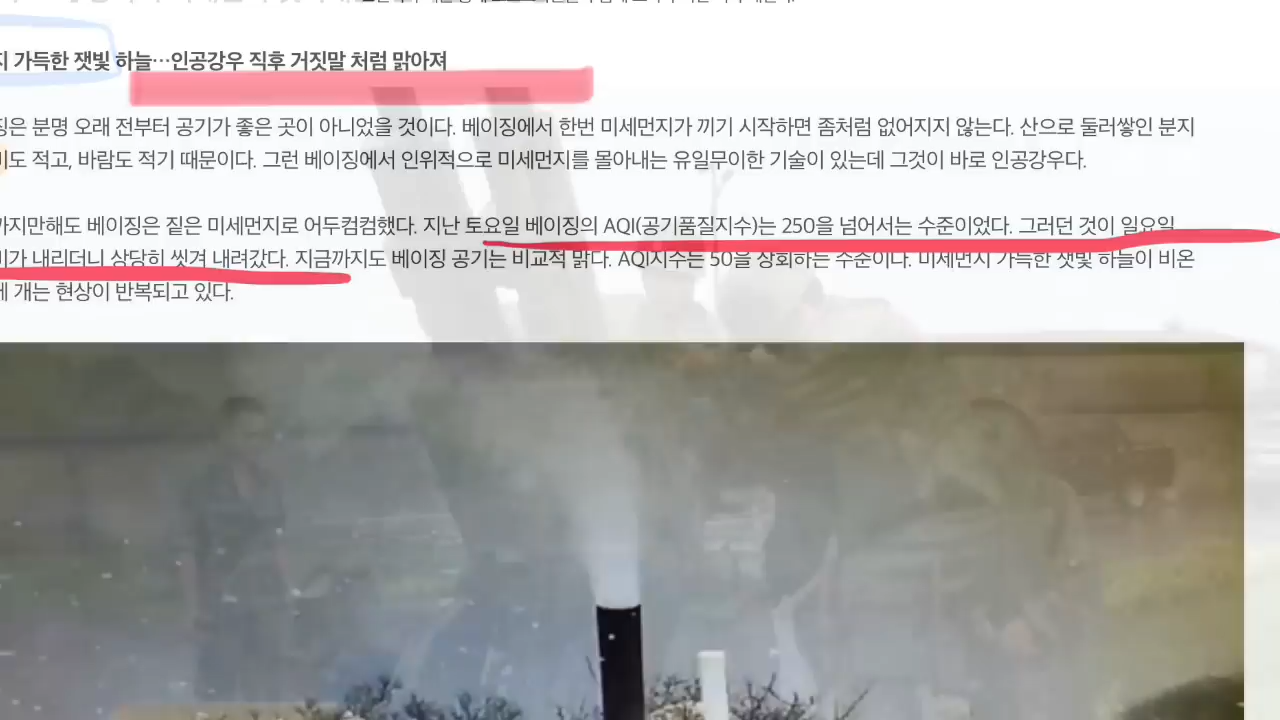 가득한 잿빛 하늘…인공강우 직후 거짓말 처럼 맑아져
분명 오래 전부터 공기가 좋은 곳이 아니었을 것이다. 베이징에서 한번 미세먼지가 끼기 시작하면 좀처럼 없어지지 않는다. 산으로 둘러쌓인 분지
적고, 바람도 적기 때문이다. 그런 베이징에서 인위적으로 미세먼지를 몰아내는 유일무이한 기술이 있는데 그것이 바로 인공강우다.
베이징은 짙은 미세먼지로 어두컴컴했다. 지난 토요일 베이징의 AQI(공기품질지수)는 250을 넘어서는 수준이었다. 그러던 것이 일요일
내리더니 상당히 씻겨 내려갔다. 지금까지도 베이징 공기는 비교적 맑다. AQI지수는 50을 상회하는 수준이다. 미세먼지 가득한 잿빛 하늘이 비온
개는 현상이 반복되고 있다.